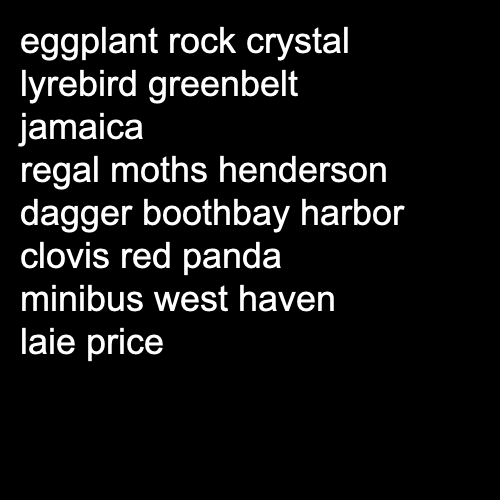 eggplant rock crystal
lyrebird greenbelt
jamaica
regal moths henderson
dagger boothbay harbor
clovis red panda
minibus west haven
laie price